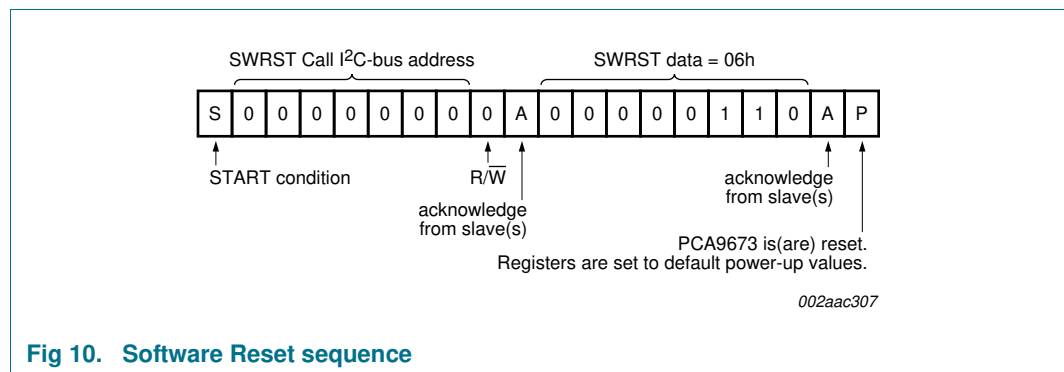 SWRST Call I²C-bus address SWRST data = 06h
S 0 0 0 0 0 0 0 0 A 0 0 0 0 0 1 1 0 A P
START condition R/W̅ acknowledge
acknowledge from slave(s)
from slave(s)
PCA9673 is(are) reset.
Registers are set to default power-up values.
002aac307
Fig 10. Software Reset sequence